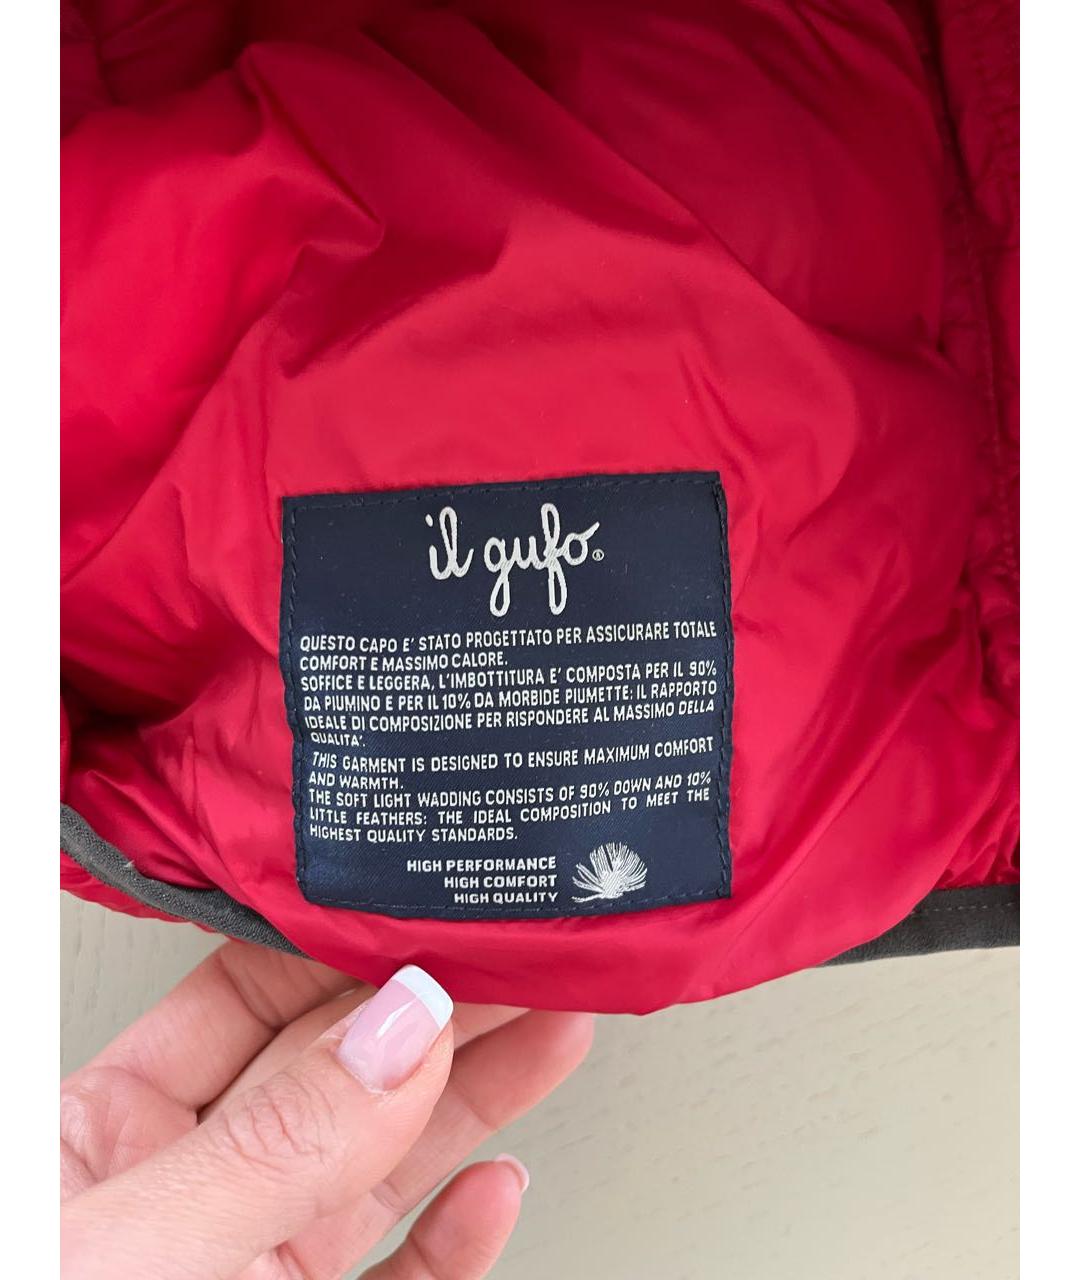 il gufo®
QUESTO CAPO E' STATO PROGETTATO PER ASSICURARE TOTALE
COMFORT E MASSIMO CALORE.
SOFFICE E LEGGERA, L'IMBOTTITURA E' COMPOSTA PER IL 90%
DA PIUMINO E PER IL 10% DA MORBIDE PIUMETTE: IL RAPPORTO
IDEALE DI COMPOSIZIONE PER RISPONDERE AL MASSIMO DELLA
QUALITA'.
THIS GARMENT IS DESIGNED TO ENSURE MAXIMUM COMFORT
AND WARMTH.
THE SOFT LIGHT WADDING CONSISTS OF 90% DOWN AND 10%
LITTLE FEATHERS: THE IDEAL COMPOSITION TO MEET THE
HIGHEST QUALITY STANDARDS.
HIGH PERFORMANCE
HIGH COMFORT
HIGH QUALITY